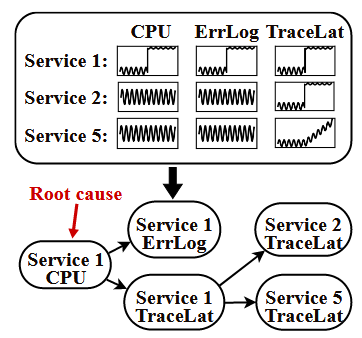 CPU ErrLog TraceLat
Service 1:
Service 2:
Service 5:
Root cause
Service 1
CPU
Service 1
ErrLog
Service 1
TraceLat
Service 2
TraceLat
Service 5
TraceLat